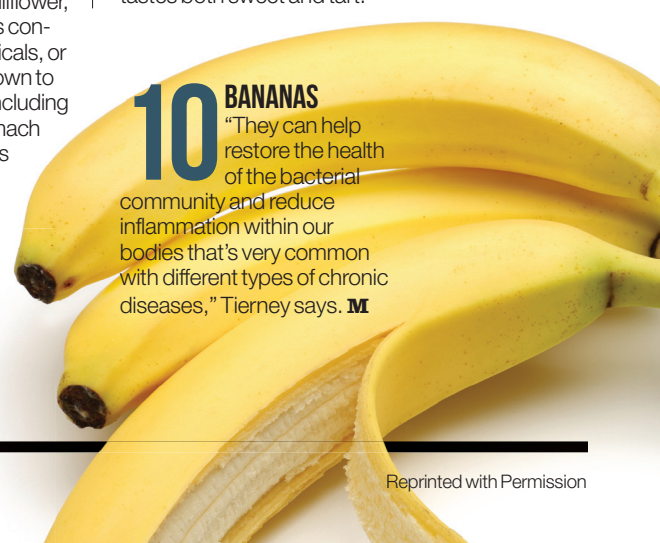 s con-
icals, or
own to
ncluding
nach
s
tastes both sweet and tart.
10 BANANAS
“They can help
restore the health
of the bacterial
community and reduce
inflammation within our
bodies that’s very common
with different types of chronic
diseases,” Tierney says. M
Reprinted with Permission